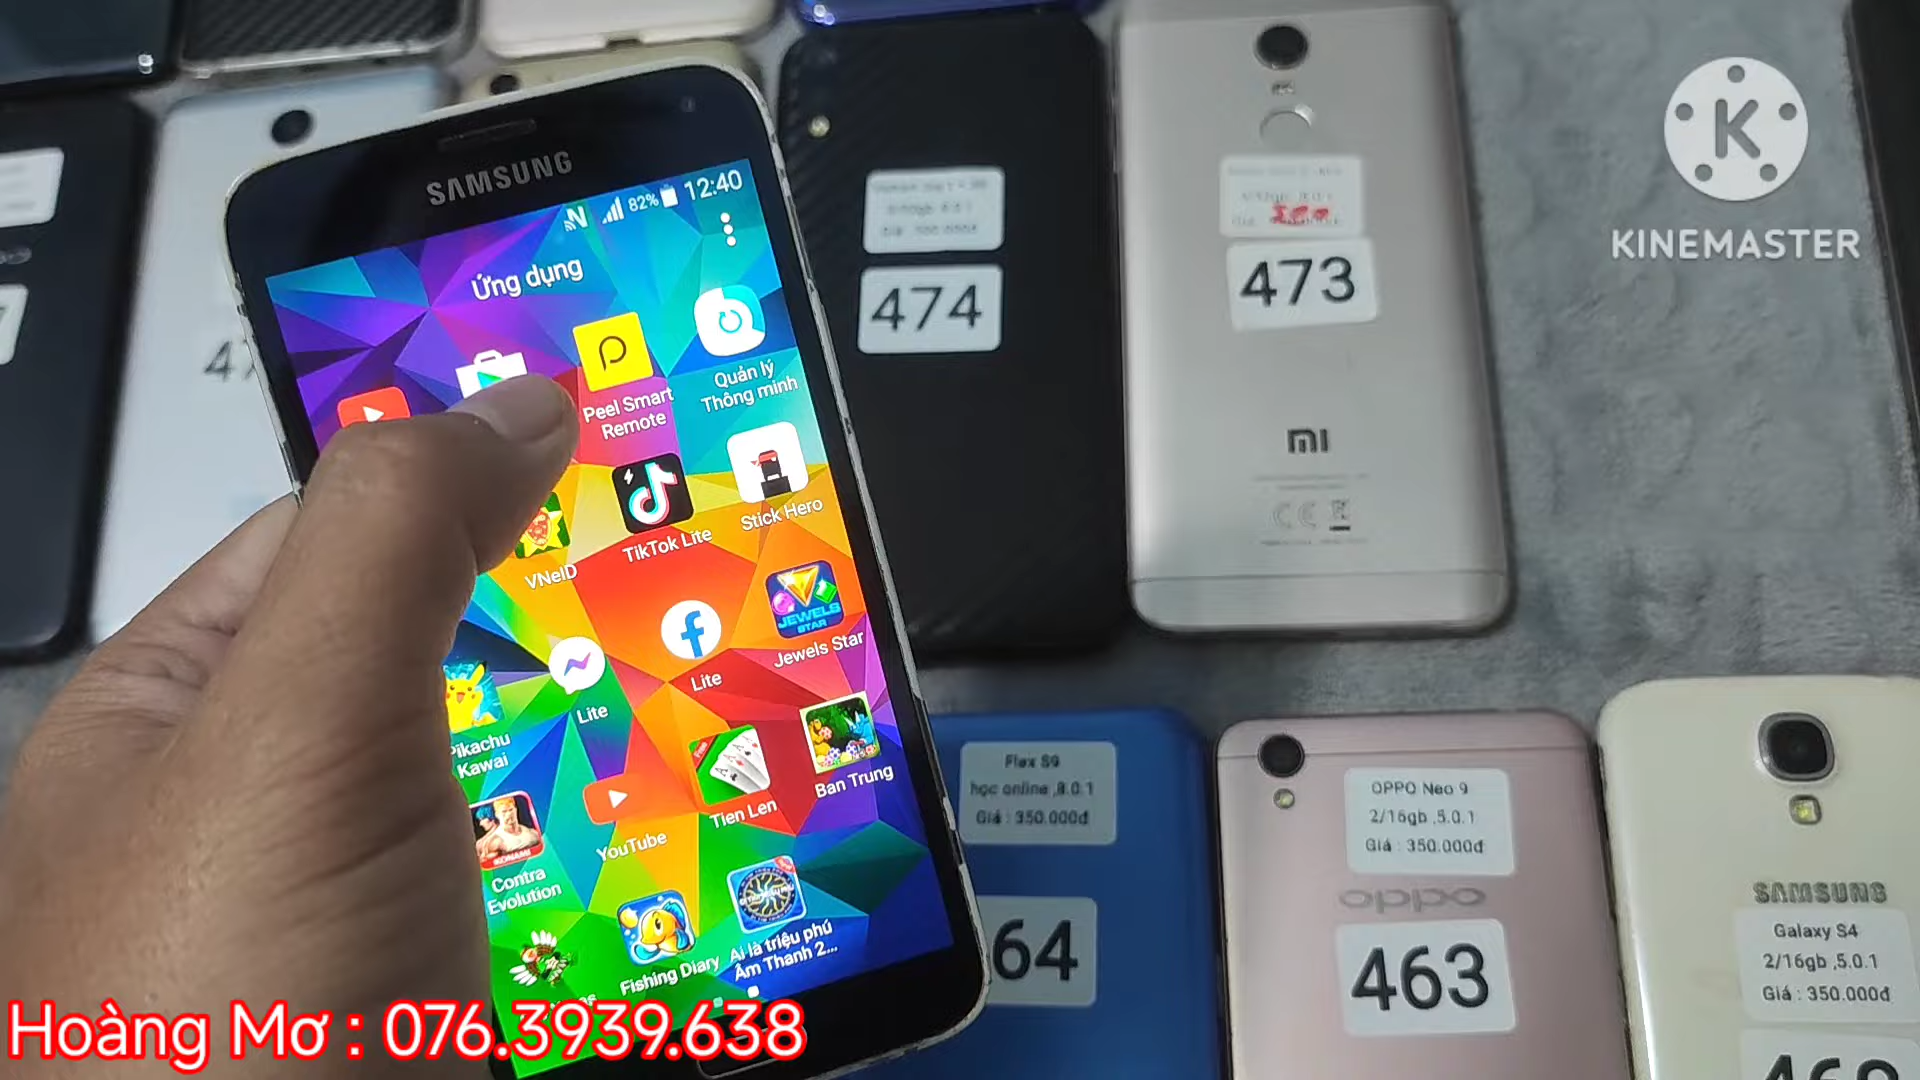 SAMSUNG
82% 12:40
Ứng dụng
Peel Smart
Remote
Quản lý
Thông minh
VNeID
TikTok Lite
Stick Hero
Lite
Lite
JEWELS
STAR
Jewels Star
Pikachu
Kawai
YouTube
Free
Tien Len
Ban Trung
KONAMI
Contra
Evolution
Fishing Diary
Ai là triệu phú
Âm Thanh 2...
474
473
MI
K
KINEMASTER
học online ,8.0.1
Giá : 350.000đ
64
OPPO Neo 9
2/16gb ,5.0.1
Giá : 350.000đ
oppo
463
SAMSUNG
Galaxy S4
2/16gb ,5.0.1
Giá : 350.000đ
Hoàng Mơ : 076.3939.638